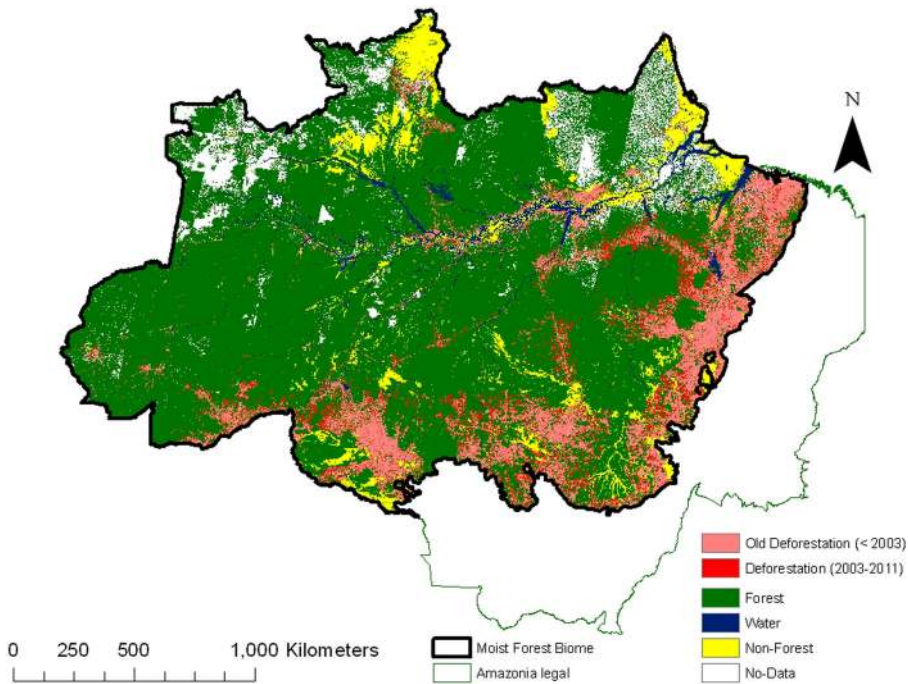 N
Old Deforestation (< 2003)
Deforestation (2003-2011)
Forest
Water
Non-Forest
No-Data
0 250 500 1,000 Kilometers
Moist Forest Biome
Amazonia legal